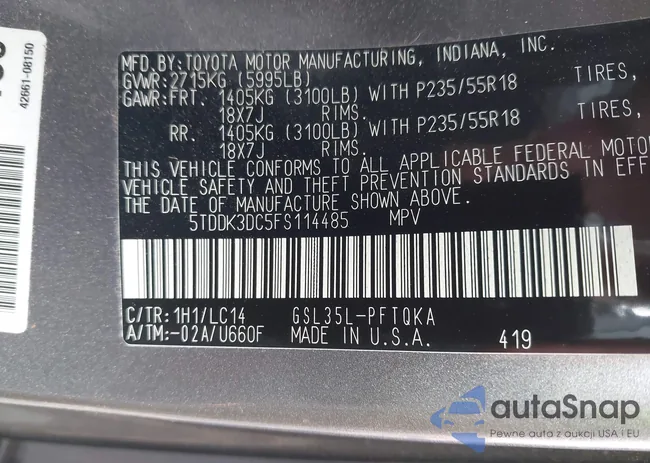 42661-08150
MFD.BY:TOYOTA MOTOR MANUFACTURING, INDIANA, INC.
GVWR:2715KG (5995LB)
GAWR:FRT. 1405KG (3100LB) WITH P235/55R18 TIRES,
18X7J RIMS.
RR. 1405KG (3100LB) WITH P235/55R18 TIRES,
18X7J RIMS.
THIS VEHICLE CONFORMS TO ALL APPLICABLE FEDERAL MOTOR
VEHICLE SAFETY AND THEFT PREVENTION STANDARDS IN EFF
THE DATE OF MANUFACTURE SHOWN ABOVE.
5TDDK3DC5FS114485 MPV
C/TR:1H1/LC14 GSL35L-PFTQKA
A/TM:-02A/U660F MADE IN U.S.A. 419
autaSnap
Pewne auta z aukcji USA i EU